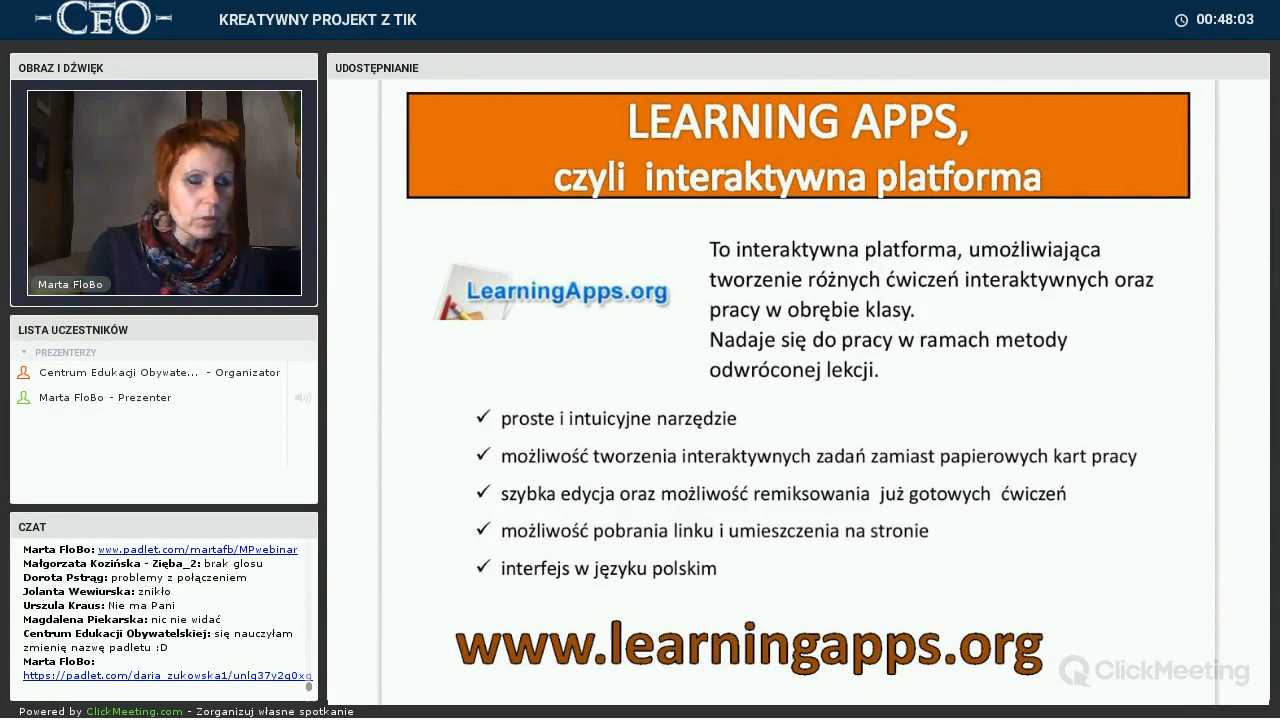 CEO
KREATYWNY PROJEKT Z TIK
00:48:03
OBRAZ I DŹWIĘK
Marta FloBo
LISTA UCZESTNIKÓW
PREZENTERZY
Centrum Edukacji Obywate... - Organizator
Marta FloBo - Prezenter
CZAT
Marta FloBo: www.padlet.com/martafb/MPwebinar
Małgorzata Kozińska - Zięba_2: brak glosu
Dorota Pstrąg: problemy z połączeniem
Jolanta Wewiurska: znikło
Urszula Kraus: Nie ma Pani
Magdalena Piekarska: nic nie widać
Centrum Edukacji Obywatelskiej: się nauczyłam
zmienię nazwę padletu :D
Marta FloBo:
https://padlet.com/daria_zukowska1/unlq37y2q0xg
Powered by ClickMeeting.com - Zorganizuj własne spotkanie
UDOSTĘPNIANIE
LEARNING APPS,
czyli interaktywna platforma
LearningApps.org
To interaktywna platforma, umożliwiająca
tworzenie różnych ćwiczeń interaktywnych oraz
pracy w obrębie klasy.
Nadaje się do pracy w ramach metody
odwróconej lekcji.
✓ proste i intuicyjne narzędzie
✓ możliwość tworzenia interaktywnych zadań zamiast papierowych kart pracy
✓ szybka edycja oraz możliwość remiksowania już gotowych ćwiczeń
✓ możliwość pobrania linku i umieszczenia na stronie
✓ interfejs w języku polskim
www.learningapps.org
ClickMeeting